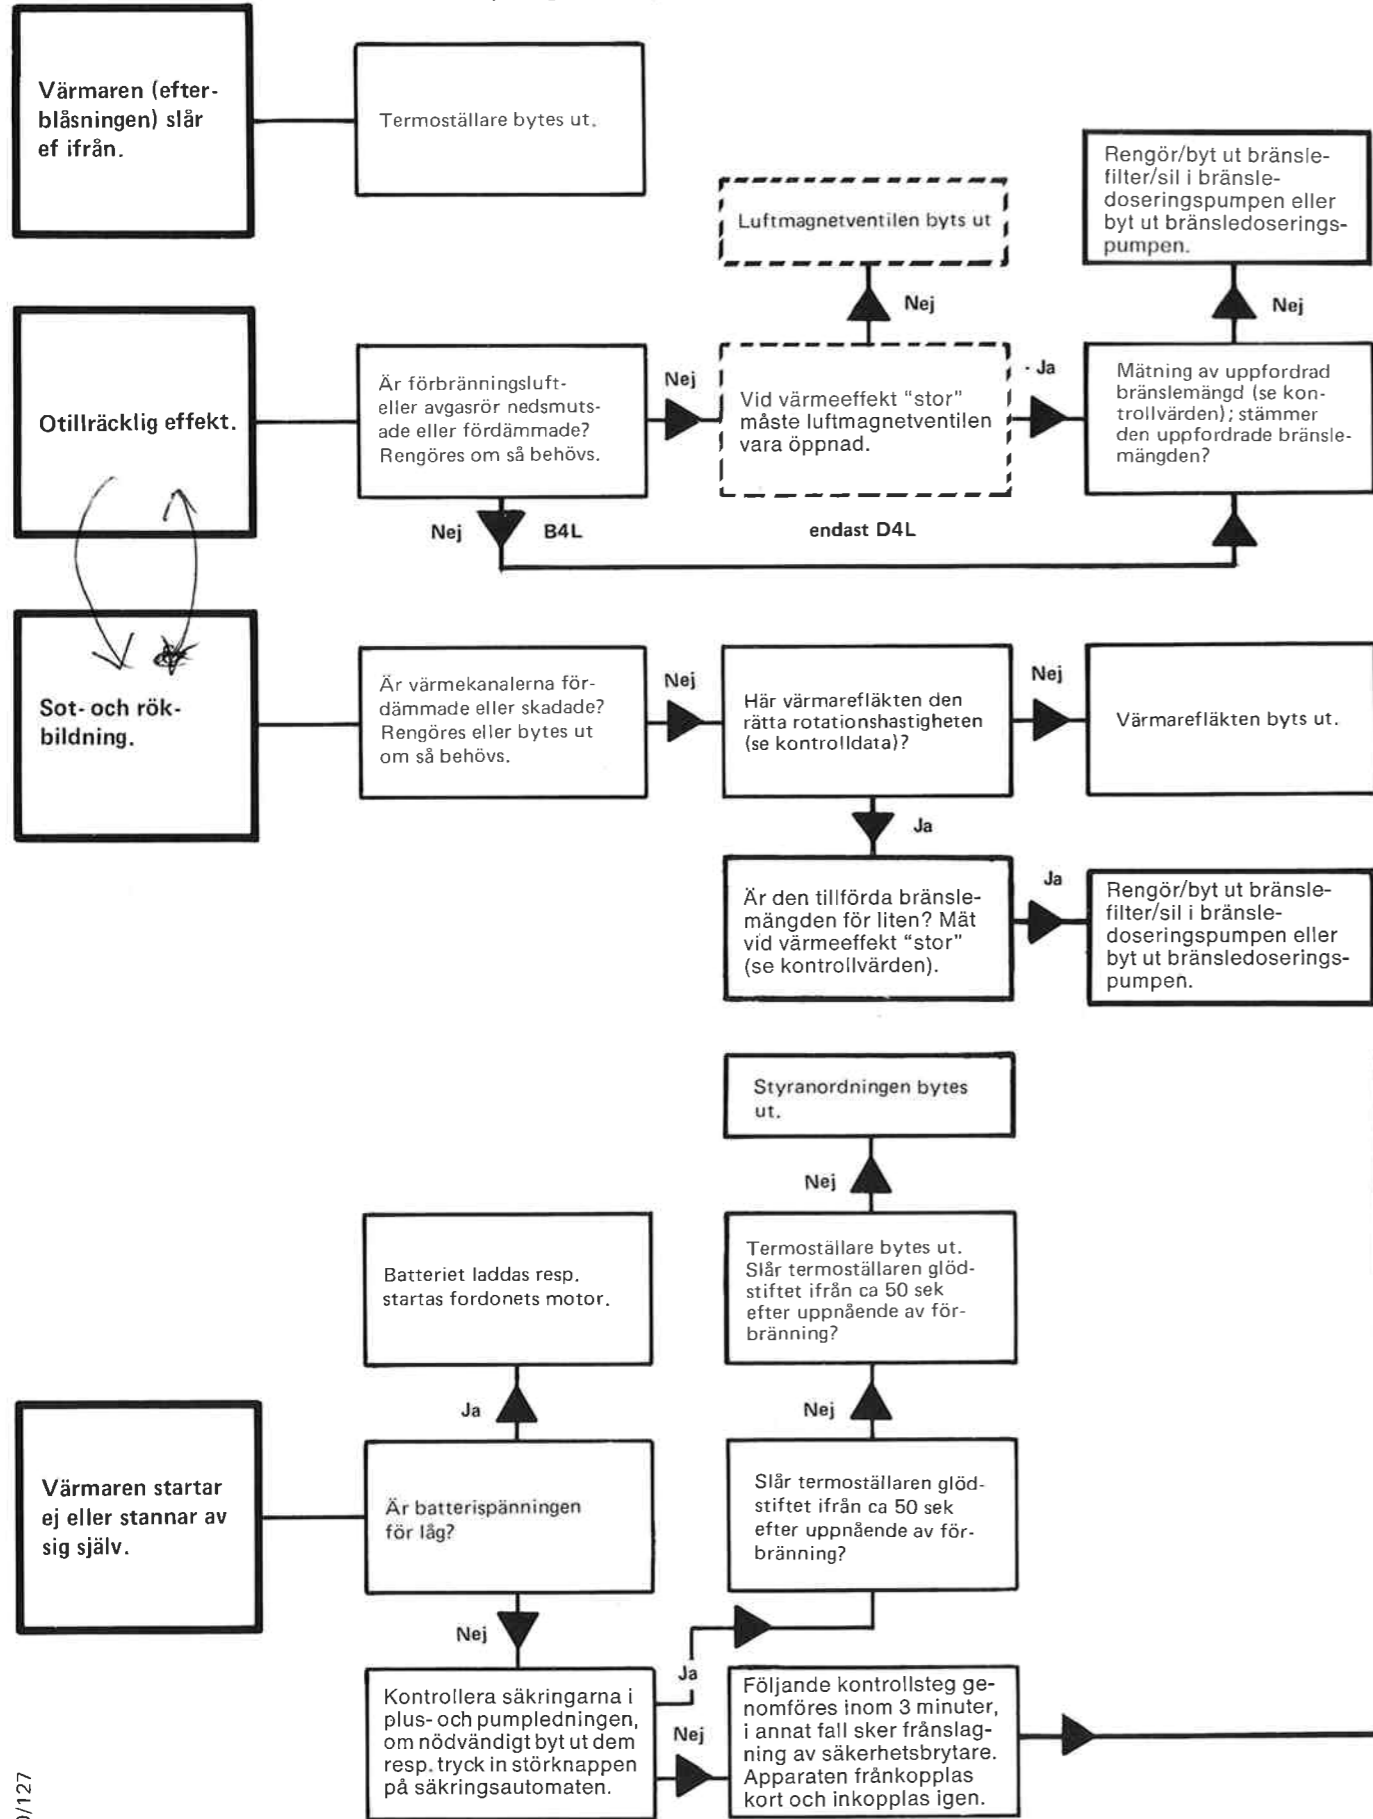 Värmaren (efter-
blåsningen) slår
ef ifrån.
Termoställare bytes ut.
Luftmagnetventilen byts ut
Rengör/byt ut bränsle-
filter/sil i bränsle-
doseringspumpen eller
byt ut bränsledoserings-
pumpen.
Nej
Nej
Otillräcklig effekt.
Är förbränningsluft-
eller avgasrör nedsmuts-
ade eller fördämmade?
Rengöres om så behövs.
Nej
Vid värmeeffekt "stor"
måste luftmagnetventilen
vara öppnad.
- Ja
Mätning av uppfordrad
bränslemängd (se kon-
trollvärden); stämmer
den uppfordrade bränsle-
mängden?
Nej
B4L
endast D4L
Sot- och rök-
bildning.
Är värmekanalerna för-
dämmade eller skadade?
Rengöres eller bytes ut
om så behövs.
Nej
Här värmarefläkten den
rätta rotationshastigheten
(se kontrolldata)?
Nej
Värmarefläkten byts ut.
Ja
Är den tillförda bränsle-
mängden för liten? Mät
vid värmeeffekt "stor"
(se kontrollvärden).
Ja
Rengör/byt ut bränsle-
filter/sil i bränsle-
doseringspumpen eller
byt ut bränsledoserings-
pumpen.
Styranordningen bytes
ut.
Nej
Batteriet laddas resp.
startas fordonets motor.
Termoställare bytes ut.
Slår termoställaren glöd-
stiftet ifrån ca 50 sek
efter uppnående av för-
bränning?
Ja
Nej
Värmaren startar
ej eller stannar av
sig själv.
Är batterispänningen
för låg?
Slår termoställaren glöd-
stiftet ifrån ca 50 sek
efter uppnående av för-
bränning?
Nej
Ja
Kontrollera säkringarna i
plus- och pumpledningen,
om nödvändigt byt ut dem
resp. tryck in störknappen
på säkringsautomaten.
Nej
Följande kontrollsteg ge-
nomföres inom 3 minuter,
i annat fall sker frånslag-
ning av säkerhetsbrytare.
Apparaten frånkopplas
kort och inkopplas igen.
/127